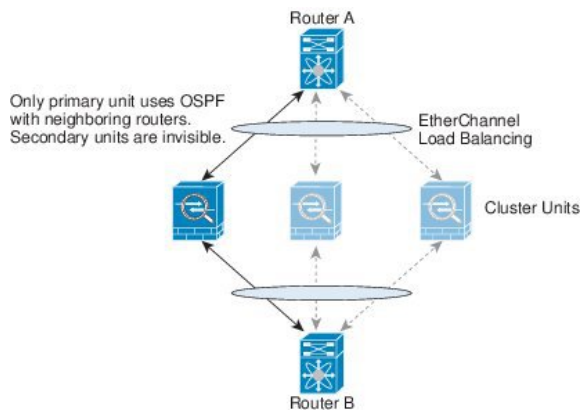 Router A
Only primary unit uses OSPF
with neighboring routers.
Secondary units are invisible.
EtherChannel
Load Balancing
Cluster Units
Router B